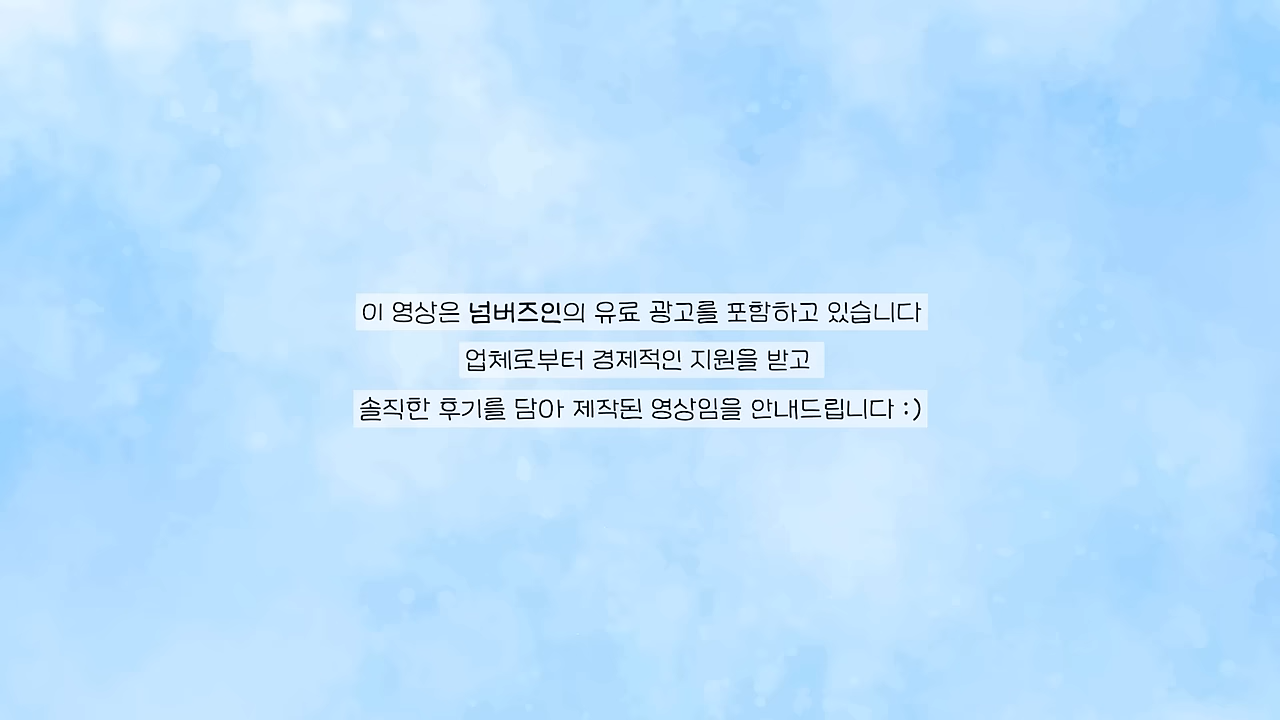 이 영상은 넘버즈인의 유료 광고를 포함하고 있습니다
업체로부터 경제적인 지원을 받고
솔직한 후기를 담아 제작된 영상임을 안내드립니다 :)